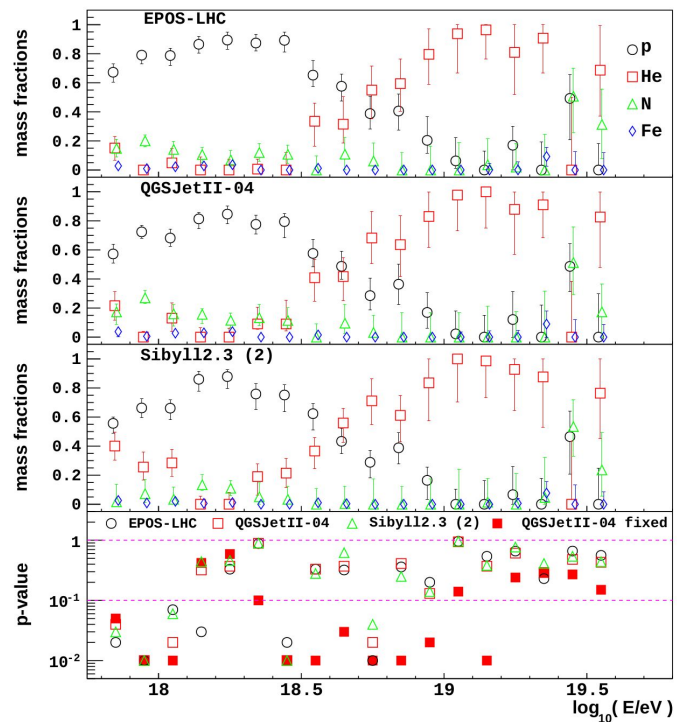 EPOS-LHC
mass fractions
1
0.8
0.6
0.4
0.2
0
p
He
N
Fe
QGSJetII-04
mass fractions
1
0.8
0.6
0.4
0.2
0
Sibyll2.3 (2)
mass fractions
1
0.8
0.6
0.4
0.2
0
EPOS-LHC QGSJetII-04 Sibyll2.3 (2) QGSJetII-04 fixed
p-value
1
10⁻¹
10⁻²
18 18.5 19 19.5
log₁₀(E/eV)